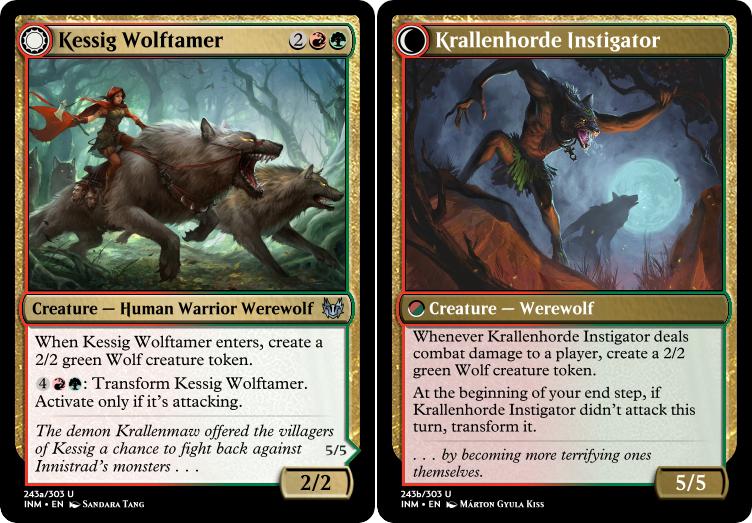 Kessig Wolftamer 2
Creature — Human Warrior Werewolf
When Kessig Wolftamer enters, create a
2/2 green Wolf creature token.
4: Transform Kessig Wolftamer.
Activate only if it's attacking.
The demon Krallenmaw offered the villagers
of Kessig a chance to fight back against
Innistrad's monsters . . .
5/5
2/2
243a/303 U
INM • EN Sandara Tang
Krallenhorde Instigator
Creature — Werewolf
Whenever Krallenhorde Instigator deals
combat damage to a player, create a 2/2
green Wolf creature token.
At the beginning of your end step, if
Krallenhorde Instigator didn't attack this
turn, transform it.
. . . by becoming more terrifying ones
themselves.
5/5
243b/303 U
INM • EN Márton Gyula Kiss